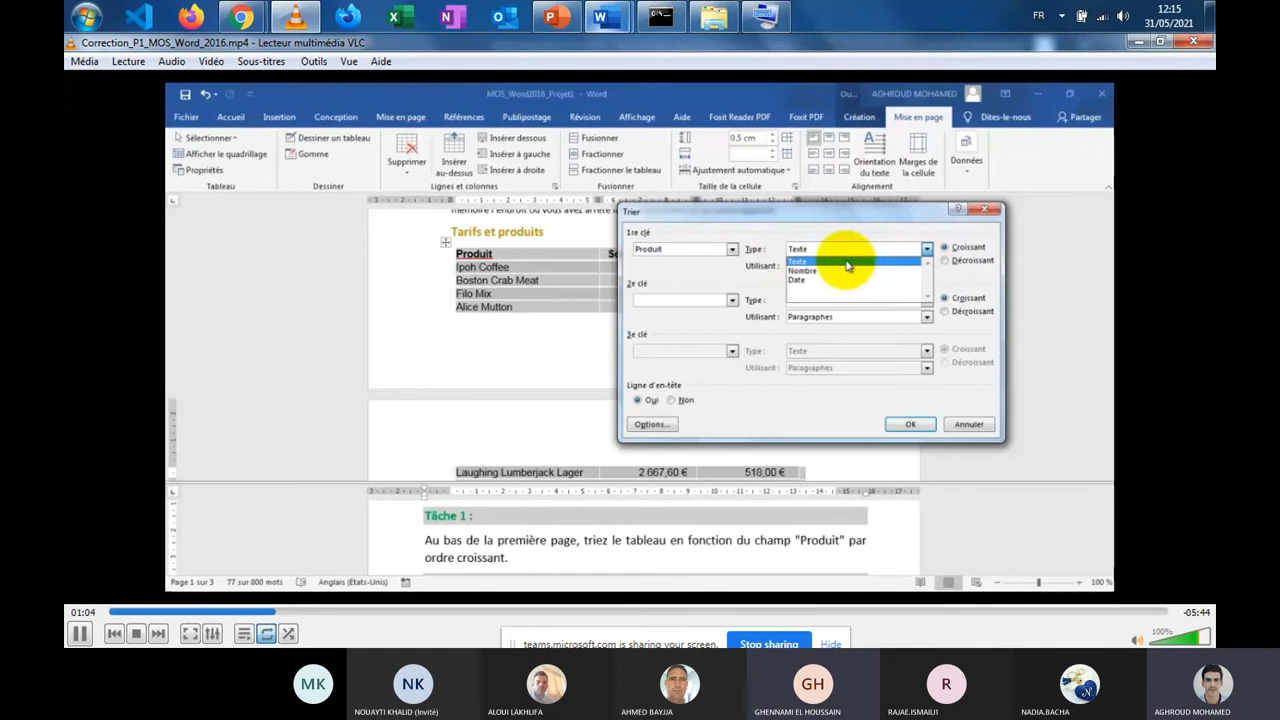 FR
12:15
31/05/2021
Correction_P1_MOS_Word_2016.mp4 - Lecteur multimédia VLC
Média Lecture Audio Vidéo Sous-titres Outils Vue Aide
MOS_Word2016_Projet1 - Word
Ou... AGHROUD MOHAMED
Fichier Accueil Insertion Conception Mise en page Références Publipostage Révision Affichage Aide Foxit Reader PDF Foxit PDF Création Mise en page Dites-le-nous Partager
Sélectionner
Afficher le quadrillage
Propriétés
Tableau
Dessiner un tableau
Gomme
Dessiner
Supprimer
Insérer au-dessus
Insérer dessous
Insérer à gauche
Insérer à droite
Lignes et colonnes
Fusionner
Fractionner
Fractionner le tableau
Fusionner
0,5 cm
Ajustement automatique
Taille de la cellule
Orientation du texte
Marges de la cellule
Alignement
Données
Tarifs et produits
Produit
Ipoh Coffee
Boston Crab Meat
Filo Mix
Alice Mutton
Trier
1re clé
Produit Type : Texte Croissant
Utilisant : Décroissant
Texte
Nombre
Date
2e clé
Croissant
Utilisant : Paragraphes Décroissant
3e clé
Type : Texte Croissant
Utilisant : Paragraphes Décroissant
Ligne d'en-tête
Oui Non
Options... OK Annuler
Laughing Lumberjack Lager 2 667,60 € 518,00 €
Tâche 1 :
Au bas de la première page, triez le tableau en fonction du champ "Produit" par
ordre croissant.
Page 1 sur 3 77 sur 800 mots Anglais (États-Unis) 100 %
01:04 -05:44
100%
teams.microsoft.com is sharing your screen. Stop sharing Hide
MK NK GH R
NOUAYTI KHALID (Invité) ALOUI LAKHLIFA AHMED BAYJJA GHENNAMI EL HOUSSAIN RAJAE.ISMAILIT NADIA.BACHA AGHROUD MOHAMED